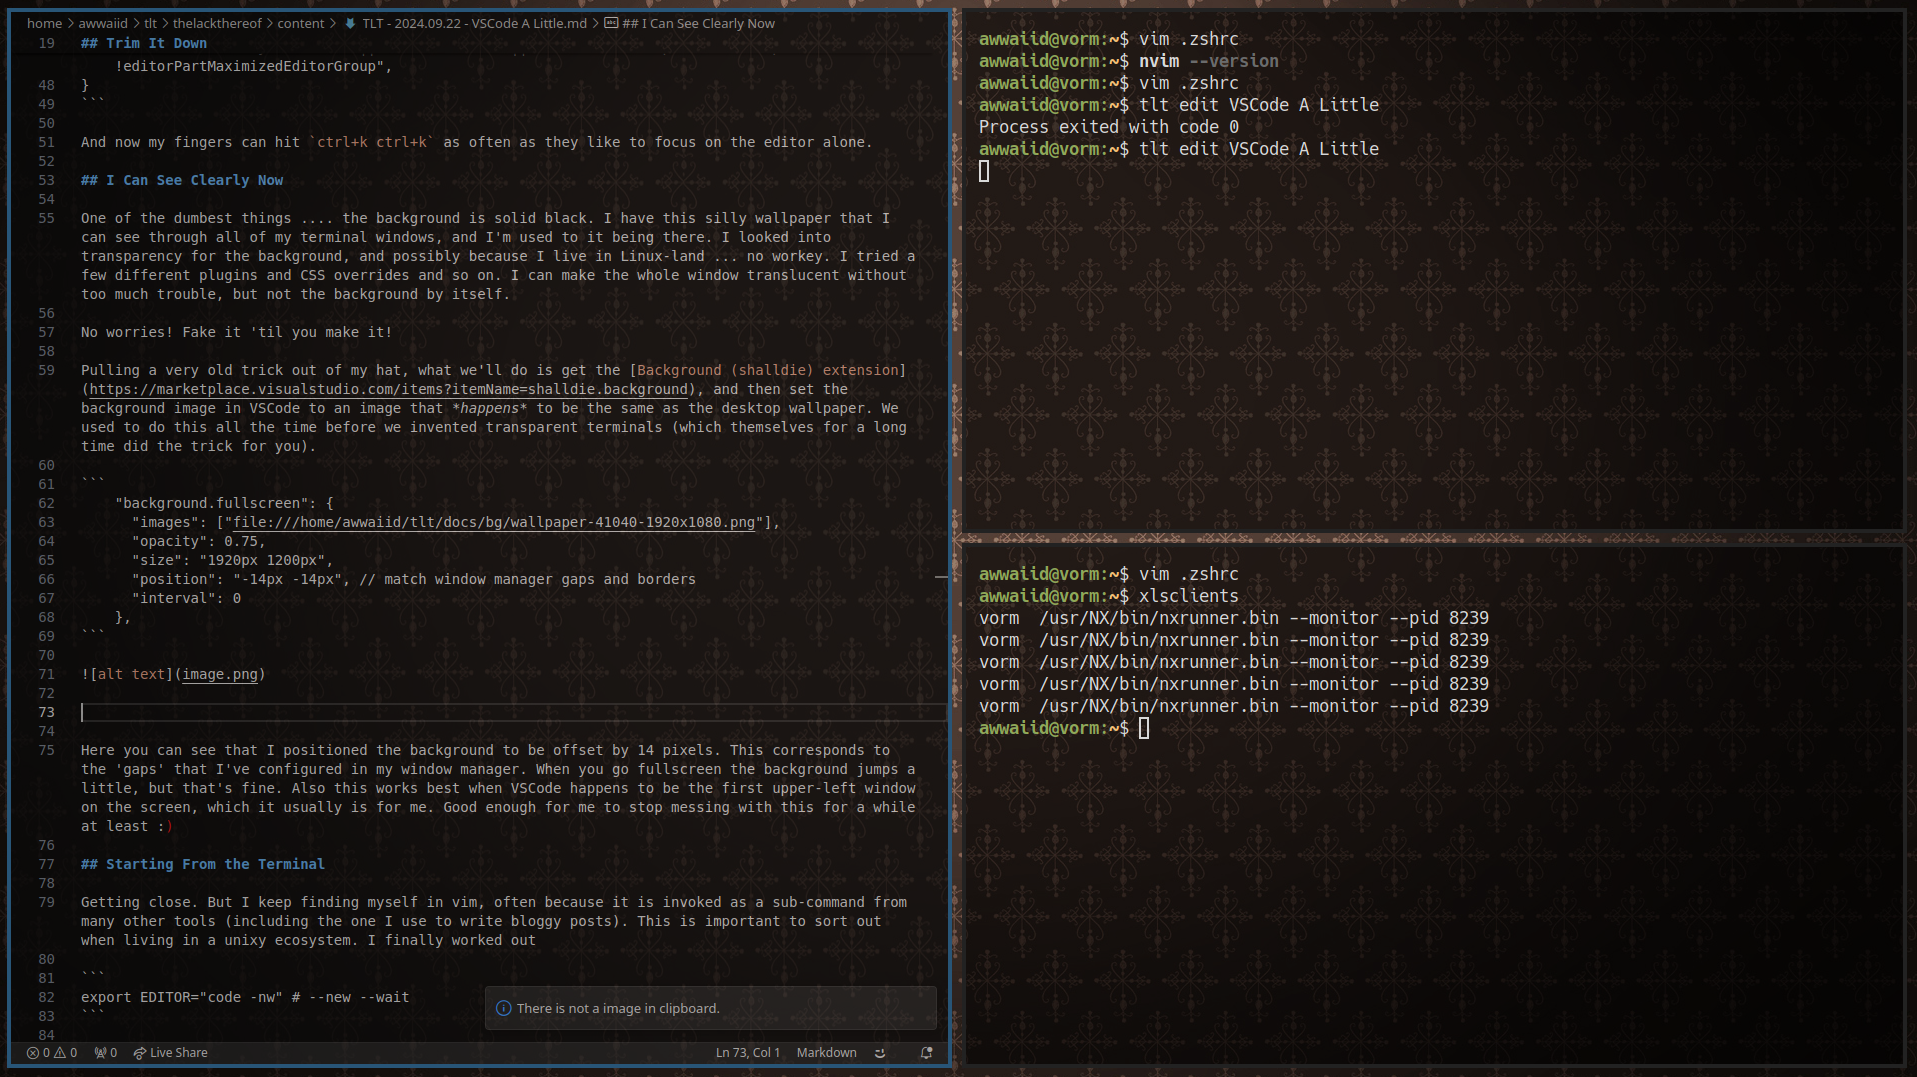 home > awwaiid > tlt > thelackthereof > content > TLT - 2024.09.22 - VSCode A Little.md > ## I Can See Clearly Now
19 ## Trim It Down
!editorPartMaximizedEditorGroup",
48 }
49 ```
50
51 And now my fingers can hit `ctrl+k ctrl+k` as often as they like to focus on the editor alone.
52
53 ## I Can See Clearly Now
54
55 One of the dumbest things .... the background is solid black. I have this silly wallpaper that I
can see through all of my terminal windows, and I'm used to it being there. I looked into
transparency for the background, and possibly because I live in Linux-land ... no workey. I tried a
few different plugins and CSS overrides and so on. I can make the whole window translucent without
too much trouble, but not the background by itself.
56
57 No worries! Fake it 'til you make it!
58
59 Pulling a very old trick out of my hat, what we'll do is get the [Background (shalldie) extension]
(https://marketplace.visualstudio.com/items?itemName=shalldie.background), and then set the
background image in VSCode to an image that *happens* to be the same as the desktop wallpaper. We
used to do this all the time before we invented transparent terminals (which themselves for a long
time did the trick for you).
60
61 ```
62 "background.fullscreen": {
63 "images": ["file:///home/awwaiid/tlt/docs/bg/wallpaper-41040-1920x1080.png"],
64 "opacity": 0.75,
65 "size": "1920px 1200px",
66 "position": "-14px -14px", // match window manager gaps and borders
67 "interval": 0
68 },
69 ```
70
71 ![alt text](image.png)
72
73
74
75 Here you can see that I positioned the background to be offset by 14 pixels. This corresponds to
the 'gaps' that I've configured in my window manager. When you go fullscreen the background jumps a
little, but that's fine. Also this works best when VSCode happens to be the first upper-left window
on the screen, which it usually is for me. Good enough for me to stop messing with this for a while
at least :)
76
77 ## Starting From the Terminal
78
79 Getting close. But I keep finding myself in vim, often because it is invoked as a sub-command from
many other tools (including the one I use to write bloggy posts). This is important to sort out
when living in a unixy ecosystem. I finally worked out
80
81 ```
82 export EDITOR="code -nw" # --new --wait
83 ```
84
There is not a image in clipboard.
0 0 0 Live Share Ln 73, Col 1 Markdown
awwaiid@vorm:~$ vim .zshrc
awwaiid@vorm:~$ nvim --version
awwaiid@vorm:~$ vim .zshrc
awwaiid@vorm:~$ tlt edit VSCode A Little
Process exited with code 0
awwaiid@vorm:~$ tlt edit VSCode A Little
awwaiid@vorm:~$ vim .zshrc
awwaiid@vorm:~$ xlsclients
vorm /usr/NX/bin/nxrunner.bin --monitor --pid 8239
vorm /usr/NX/bin/nxrunner.bin --monitor --pid 8239
vorm /usr/NX/bin/nxrunner.bin --monitor --pid 8239
vorm /usr/NX/bin/nxrunner.bin --monitor --pid 8239
vorm /usr/NX/bin/nxrunner.bin --monitor --pid 8239
awwaiid@vorm:~$